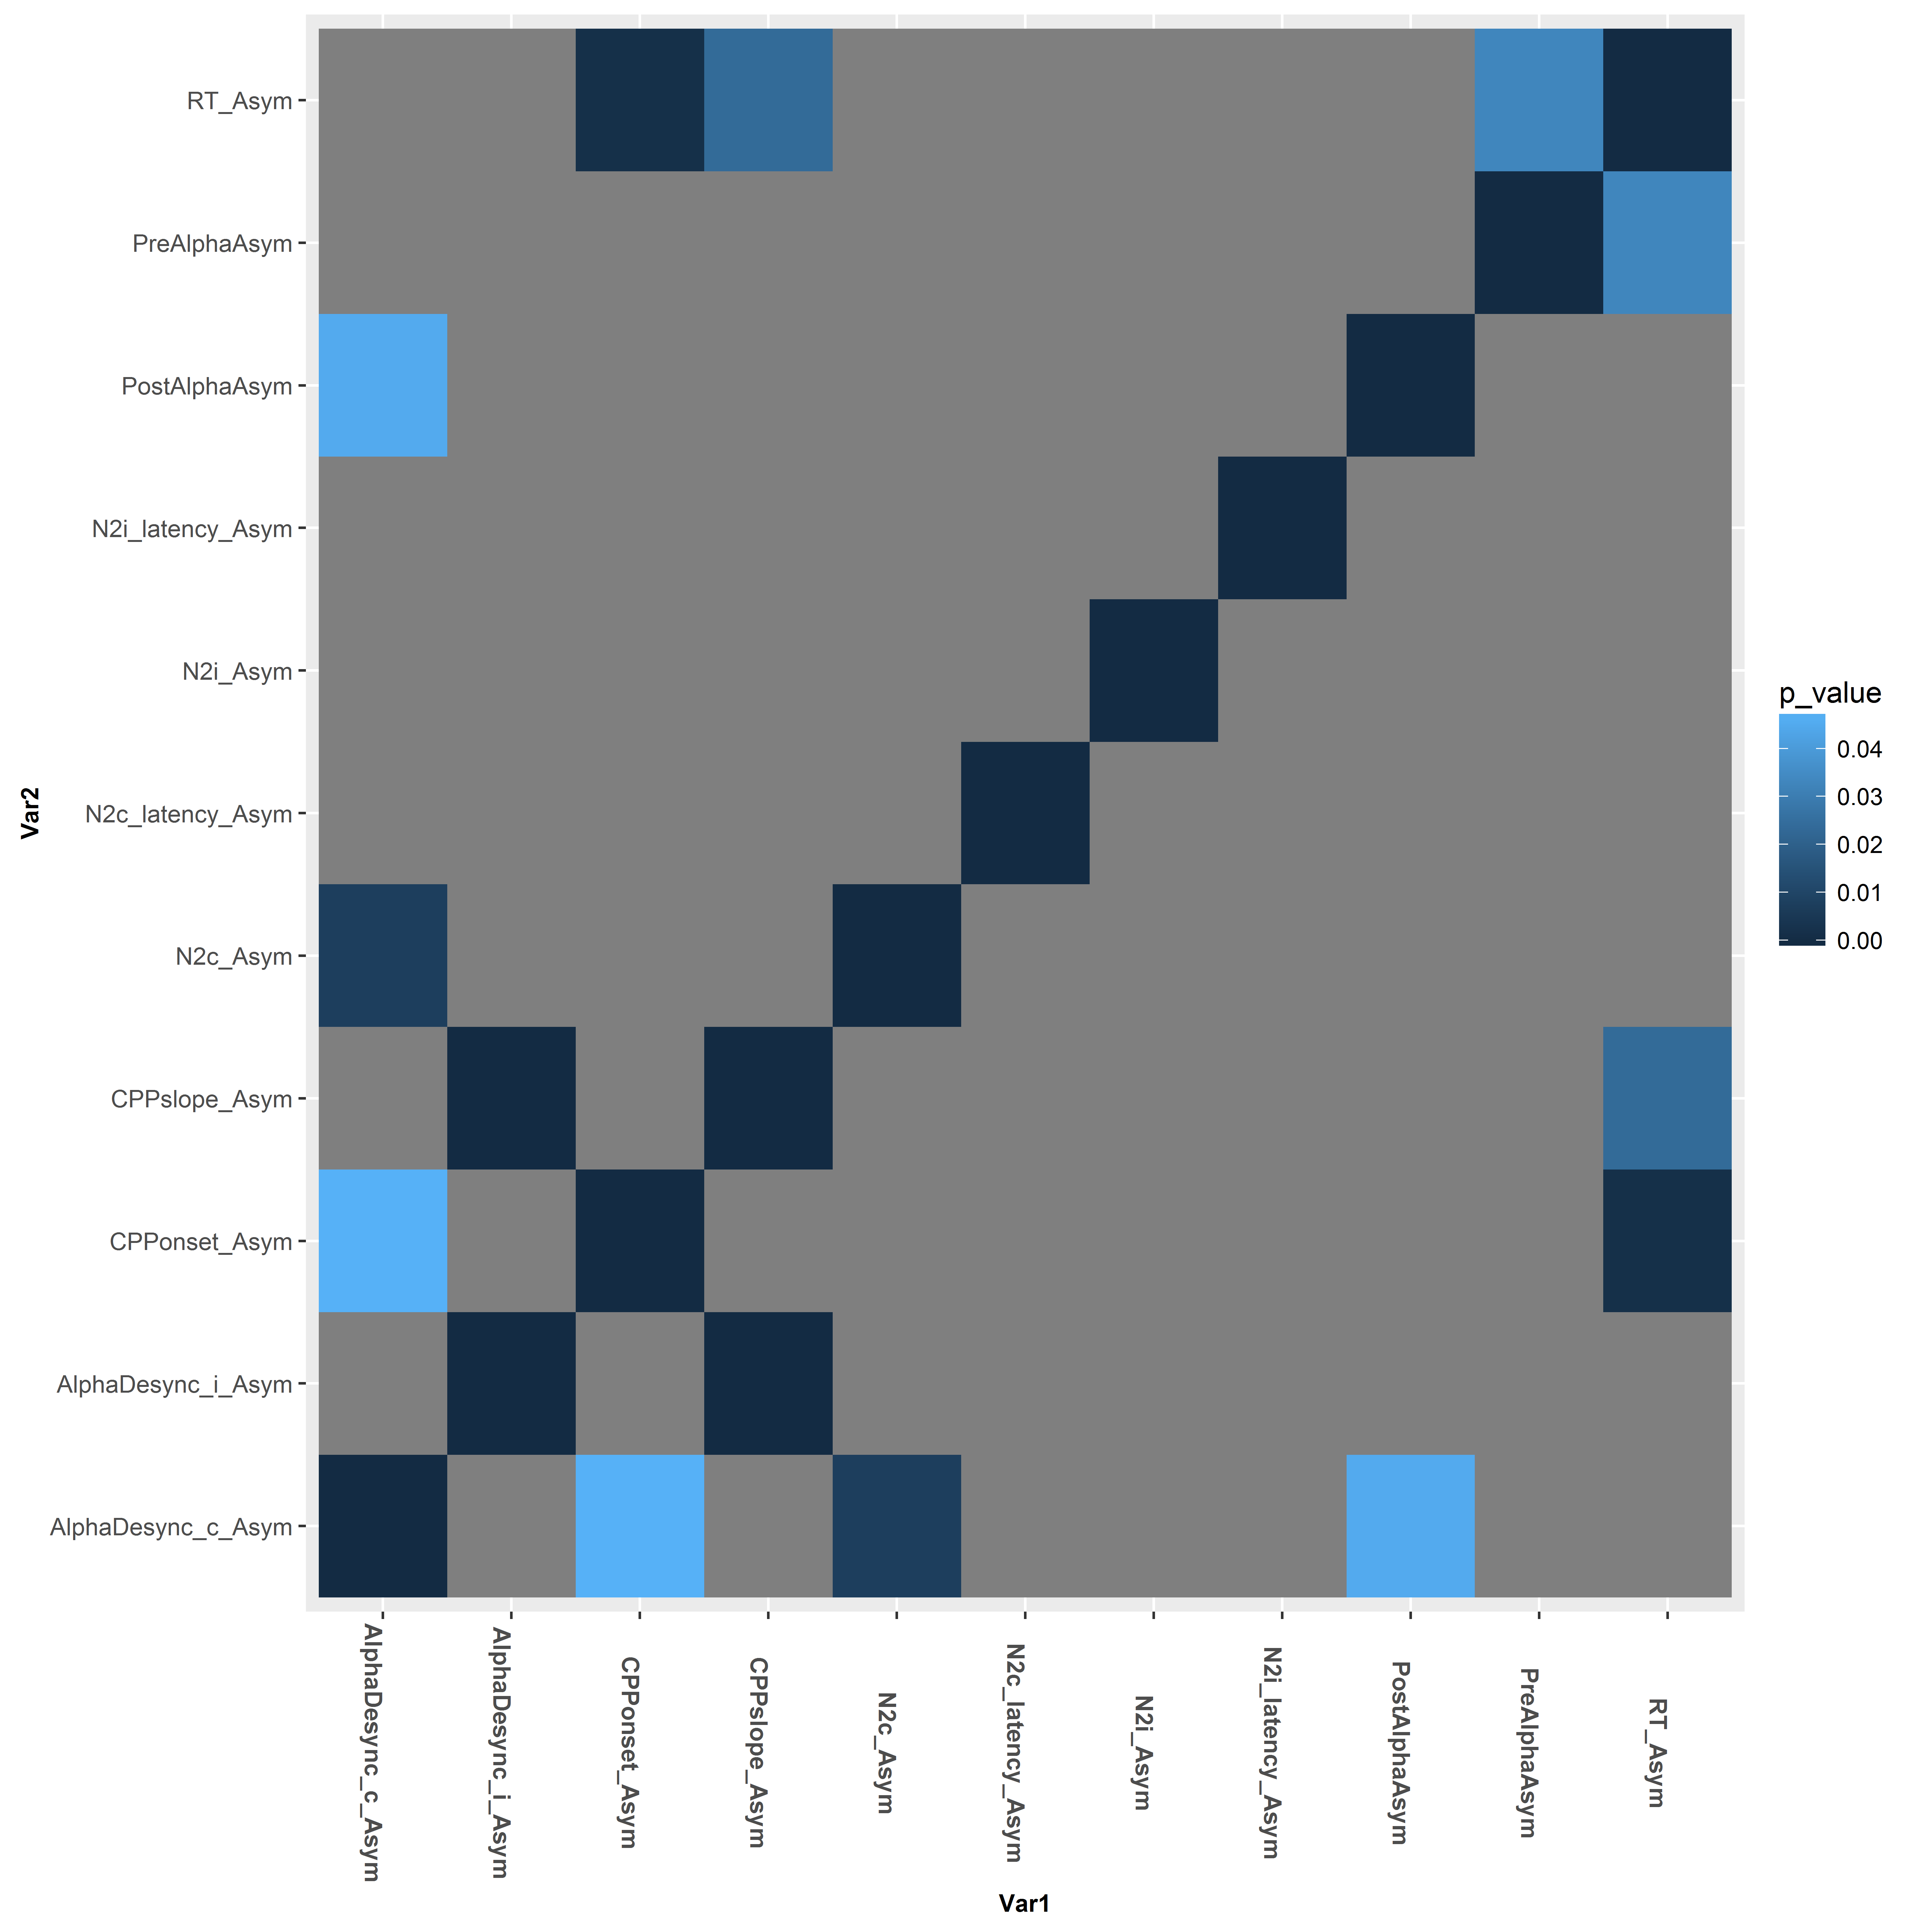 RT_Asym
PreAlphaAsym
PostAlphaAsym
N2i_latency_Asym
N2i_Asym
N2c_latency_Asym
N2c_Asym
CPPslope_Asym
CPPonset_Asym
AlphaDesync_i_Asym
AlphaDesync_c_Asym
Var2
AlphaDesync_c_Asym
AlphaDesync_i_Asym
CPPonset_Asym
CPPslope_Asym
N2c_Asym
N2c_latency_Asym
N2i_Asym
N2i_latency_Asym
PostAlphaAsym
PreAlphaAsym
RT_Asym
Var1
p_value
0.04
0.03
0.02
0.01
0.00